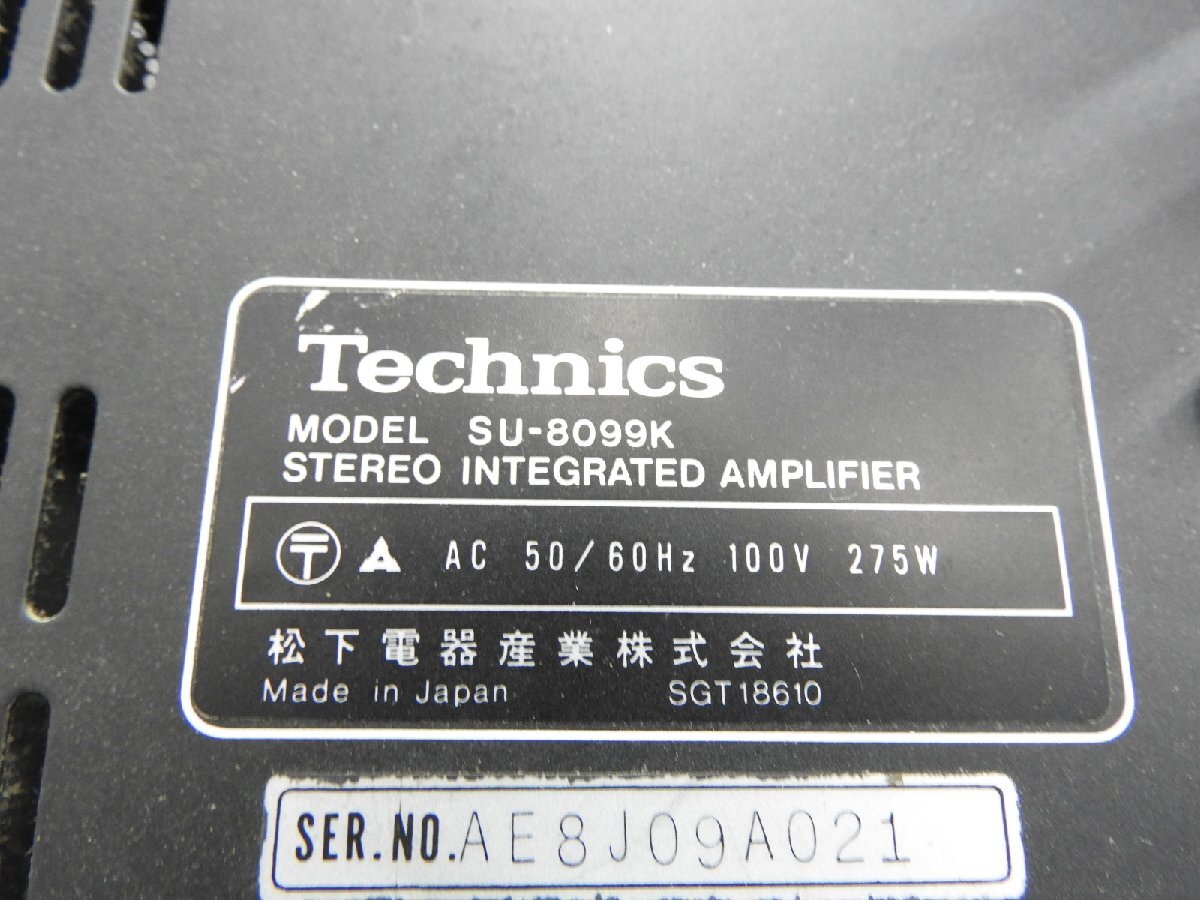 Technics
MODEL SU-8099K
STEREO INTEGRATED AMPLIFIER
〒 A AC 50/60Hz 100V 275W
松下電器産業株式会社
Made in Japan SGT18610
SER.NO. AE8J09A021